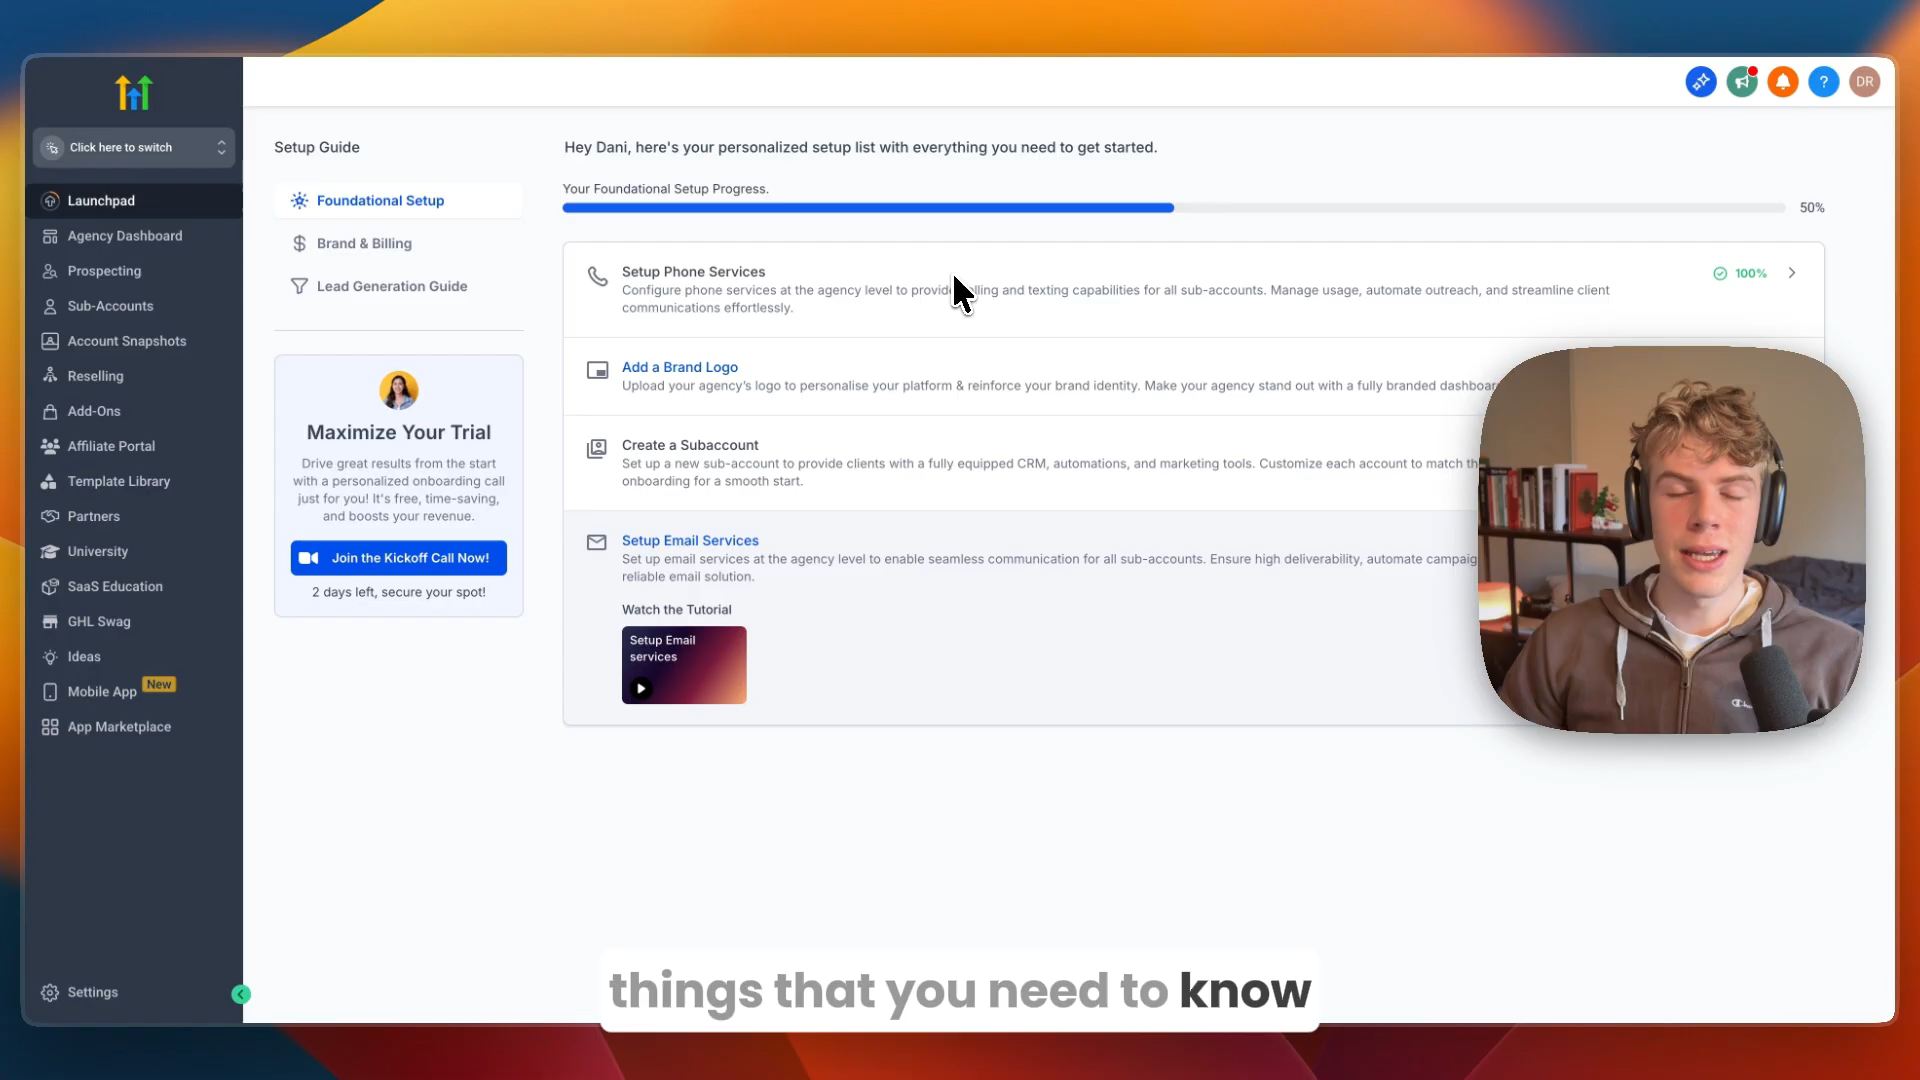 Click here to switch
Launchpad
Agency Dashboard
Prospecting
Sub-Accounts
Account Snapshots
Reselling
Add-Ons
Affiliate Portal
Template Library
Partners
University
SaaS Education
GHL Swag
Ideas
Mobile App New
App Marketplace
Settings
DR
Setup Guide
Foundational Setup
Brand & Billing
Lead Generation Guide
Maximize Your Trial
Drive great results from the start
with a personalized onboarding call
just for you! It's free, time-saving,
and boosts your revenue.
Join the Kickoff Call Now!
2 days left, secure your spot!
Hey Dani, here's your personalized setup list with everything you need to get started.
Your Foundational Setup Progress.
50%
Setup Phone Services
Configure phone services at the agency level to provide lling and texting capabilities for all sub-accounts. Manage usage, automate outreach, and streamline client
communications effortlessly.
100%
Add a Brand Logo
Upload your agency's logo to personalise your platform & reinforce your brand identity. Make your agency stand out with a fully branded dashboar
Create a Subaccount
Set up a new sub-account to provide clients with a fully equipped CRM, automations, and marketing tools. Customize each account to match th
onboarding for a smooth start.
Setup Email Services
Set up email services at the agency level to enable seamless communication for all sub-accounts. Ensure high deliverability, automate campaig
reliable email solution.
Watch the Tutorial
Setup Email
services
things that you need to know